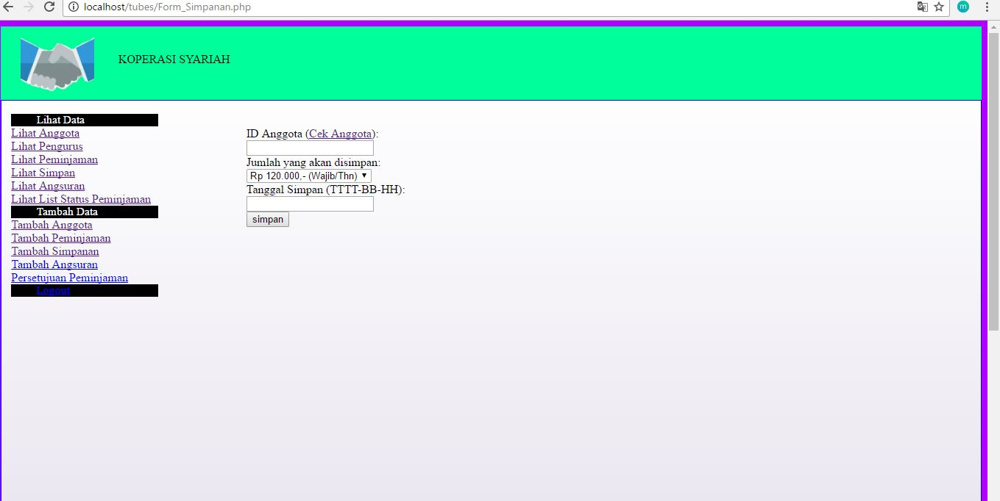 localhost/tubes/Form_Simpanan.php
m
KOPERASI SYARIAH
Lihat Data
Lihat Anggota
Lihat Pengurus
Lihat Peminjaman
Lihat Simpan
Lihat Angsuran
Lihat List Status Peminjaman
Tambah Data
Tambah Anggota
Tambah Peminjaman
Tambah Simpanan
Tambah Angsuran
Persetujuan Peminjaman
Logout
ID Anggota (Cek Anggota):
Jumlah yang akan disimpan:
Rp 120.000,- (Wajib/Thn)
Tanggal Simpan (TTTT-BB-HH):
simpan